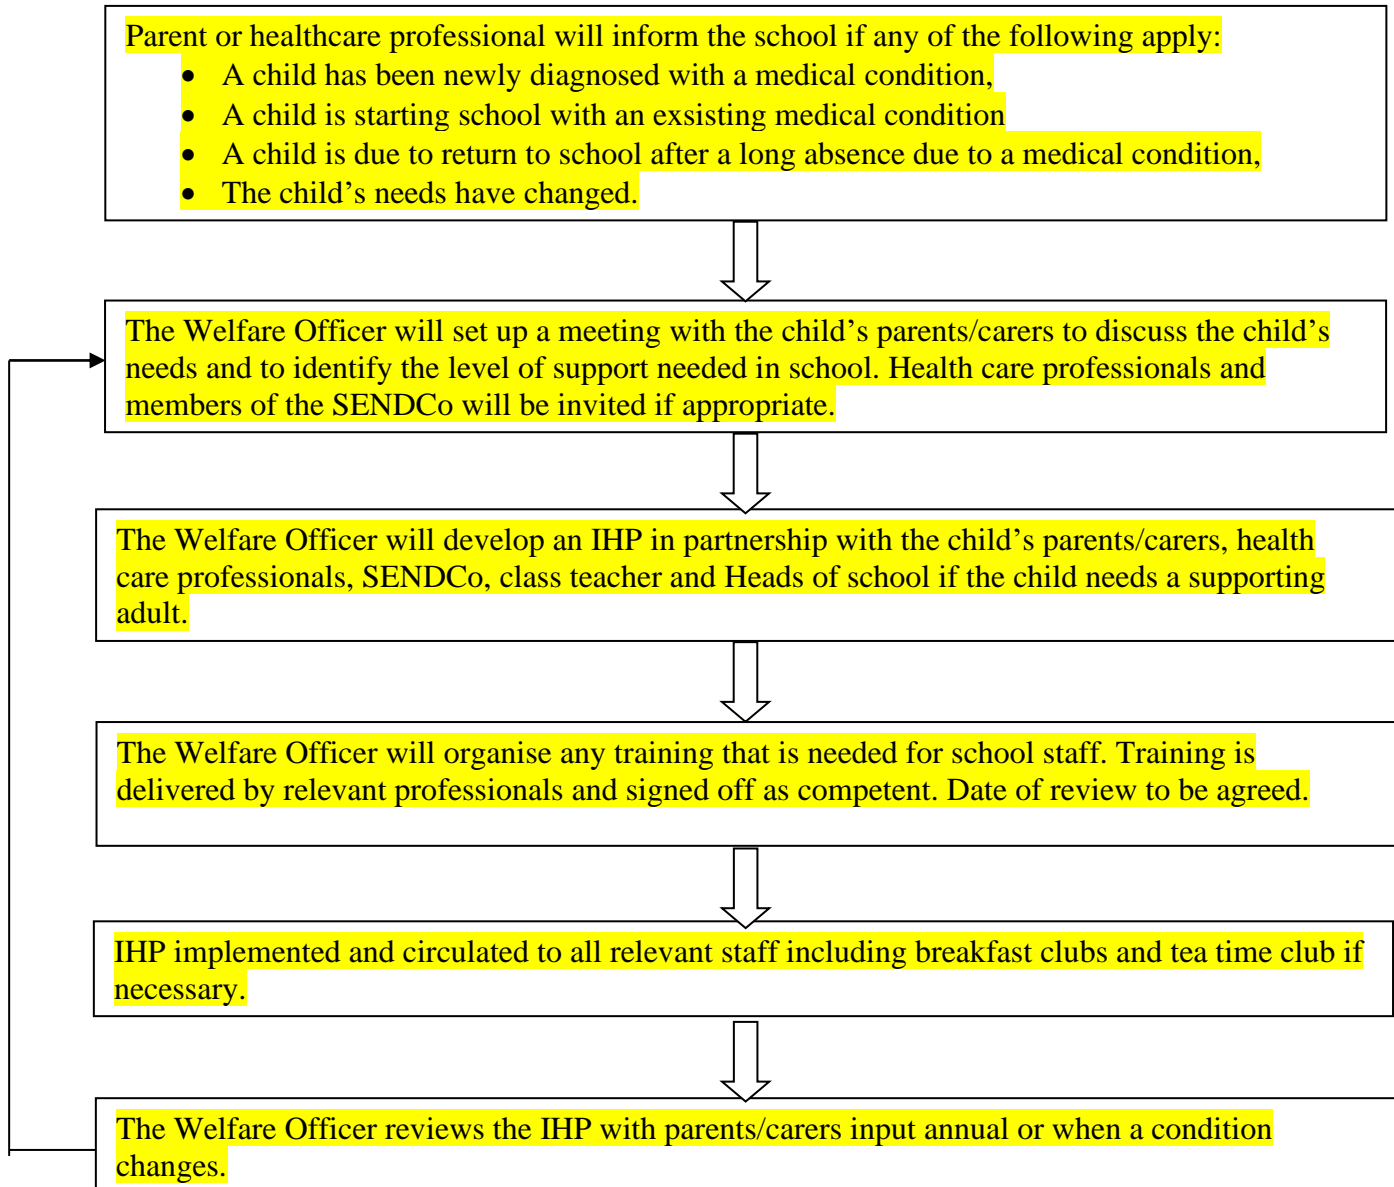 Parent or healthcare professional will inform the school if any of the following apply:
• A child has been newly diagnosed with a medical condition,
• A child is starting school with an exsisting medical condition
• A child is due to return to school after a long absence due to a medical condition,
• The child’s needs have changed.
The Welfare Officer will set up a meeting with the child’s parents/carers to discuss the child’s
needs and to identify the level of support needed in school. Health care professionals and
members of the SENDCo will be invited if appropriate.
The Welfare Officer will develop an IHP in partnership with the child’s parents/carers, health
care professionals, SENDCo, class teacher and Heads of school if the child needs a supporting
adult.
The Welfare Officer will organise any training that is needed for school staff. Training is
delivered by relevant professionals and signed off as competent. Date of review to be agreed.
IHP implemented and circulated to all relevant staff including breakfast clubs and tea time club if
necessary.
The Welfare Officer reviews the IHP with parents/carers input annual or when a condition
changes.